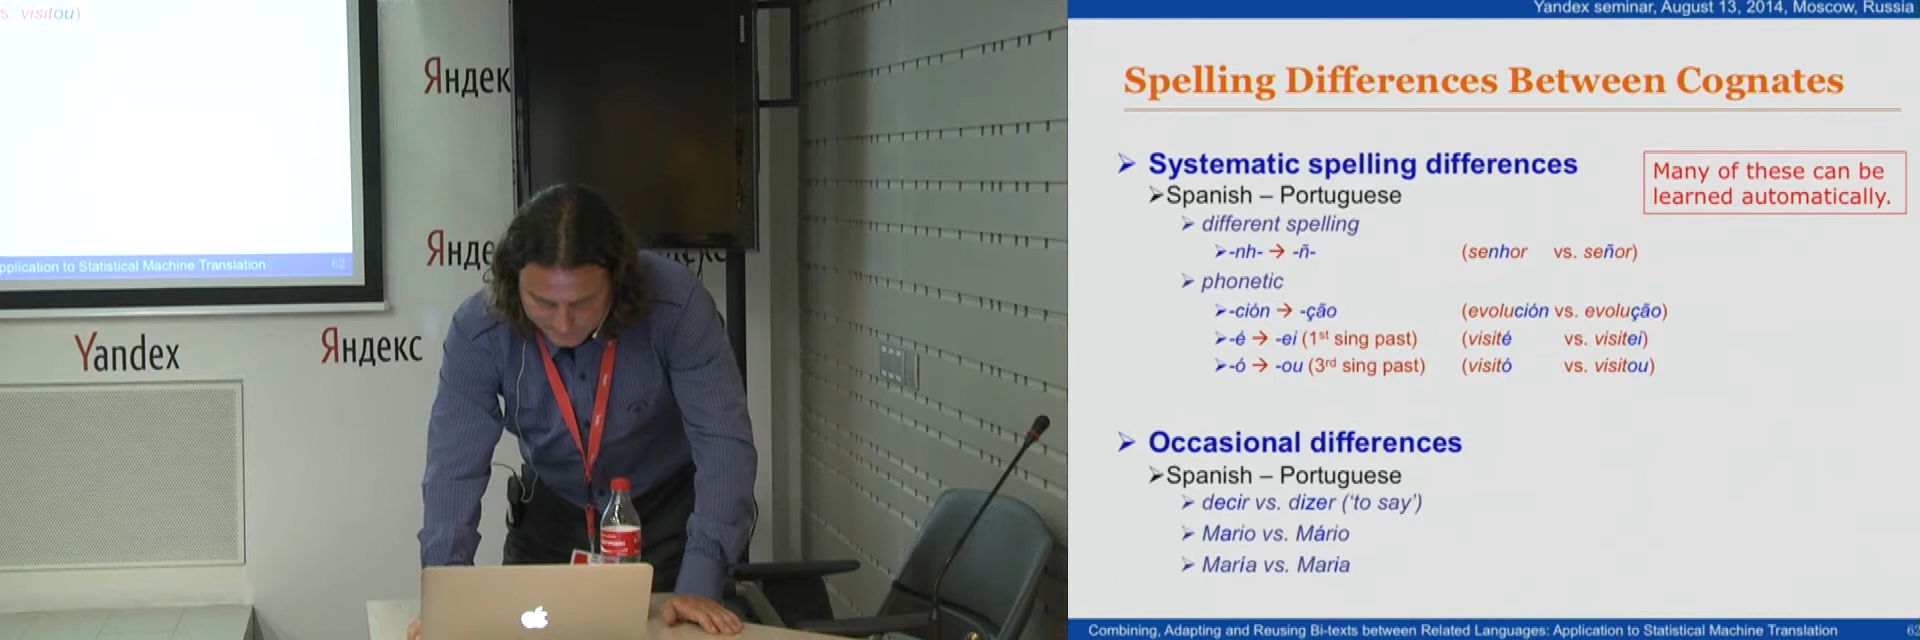 s. visitou)
pplication to Statistical Machine Translation 62
Яндек
Янде
Yandex
Яндекс
Yandex seminar, August 13, 2014, Moscow, Russia
Spelling Differences Between Cognates
➢ Systematic spelling differences
Many of these can be
learned automatically.
➢Spanish – Portuguese
➢ different spelling
➢-nh- → -ñ- (senhor vs. señor)
➢ phonetic
➢-ción → -ção (evolución vs. evolução)
➢-é → -ei (1st sing past) (visité vs. visitei)
➢-ó → -ou (3rd sing past) (visitó vs. visitou)
➢ Occasional differences
➢Spanish – Portuguese
➢ decir vs. dizer (‘to say’)
➢ Mario vs. Mário
➢ María vs. Maria
Combining, Adapting and Reusing Bi-texts between Related Languages: Application to Statistical Machine Translation 62